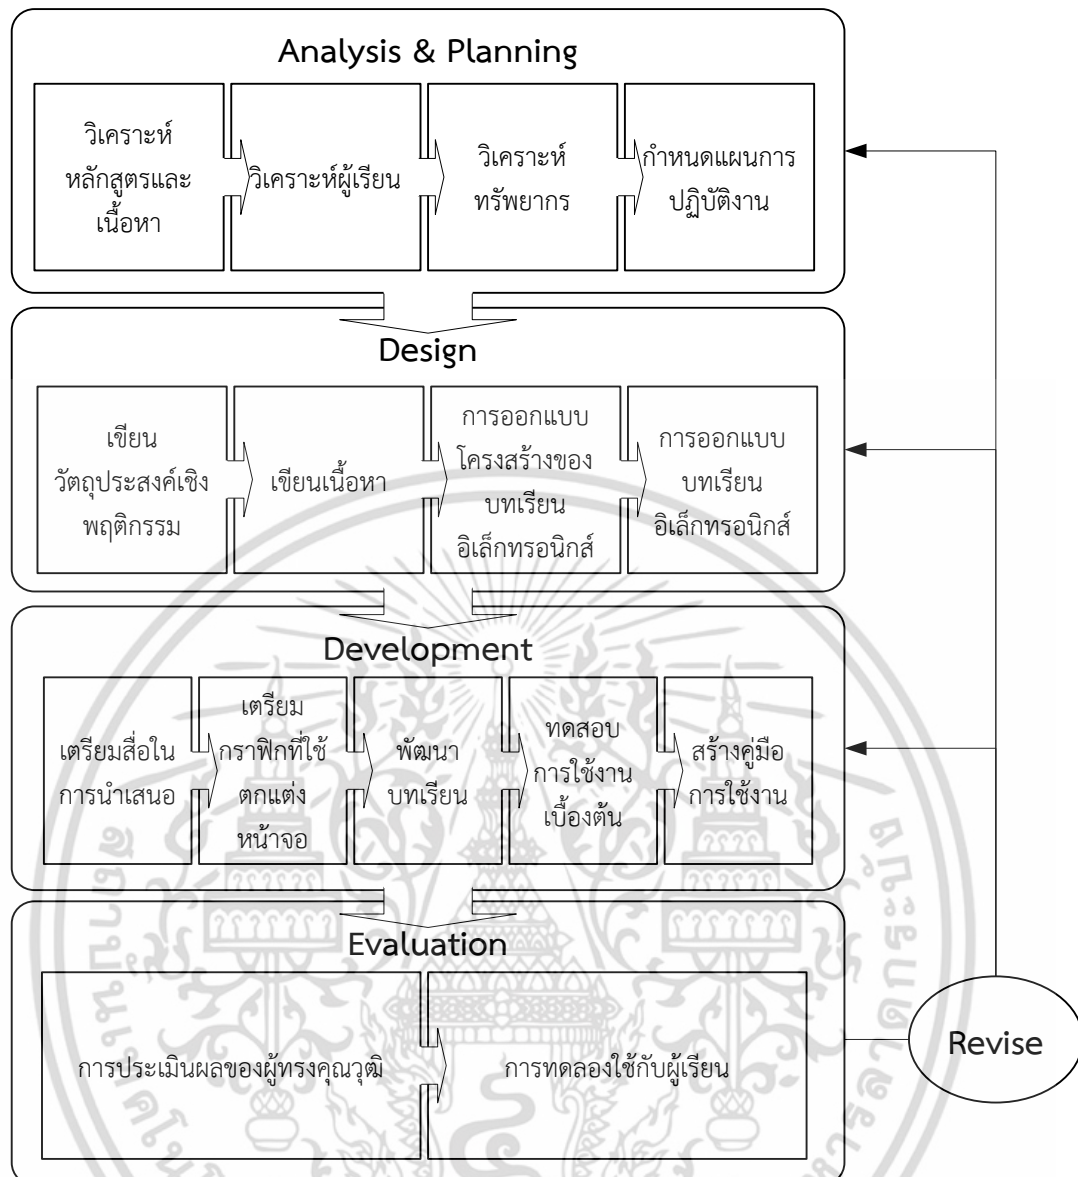 Analysis & Planning
วิเคราะห์
หลักสูตรและ
เนื้อหา
วิเคราะห์ผู้เรียน
วิเคราะห์
ทรัพยากร
กำหนดแผนการ
ปฏิบัติงาน
Design
เขียน
วัตถุประสงค์เชิง
พฤติกรรม
เขียนเนื้อหา
การออกแบบ
โครงสร้างของ
บทเรียน
อิเล็กทรอนิกส์
การออกแบบ
บทเรียน
อิเล็กทรอนิกส์
Development
เตรียมสื่อใน
การนำเสนอ
เตรียม
กราฟิกที่ใช้
ตกแต่ง
หน้าจอ
พัฒนา
บทเรียน
ทดสอบ
การใช้งาน
เบื้องต้น
สร้างคู่มือ
การใช้งาน
Evaluation
การประเมินผลของผู้ทรงคุณวุฒิ
การทดลองใช้กับผู้เรียน
Revise